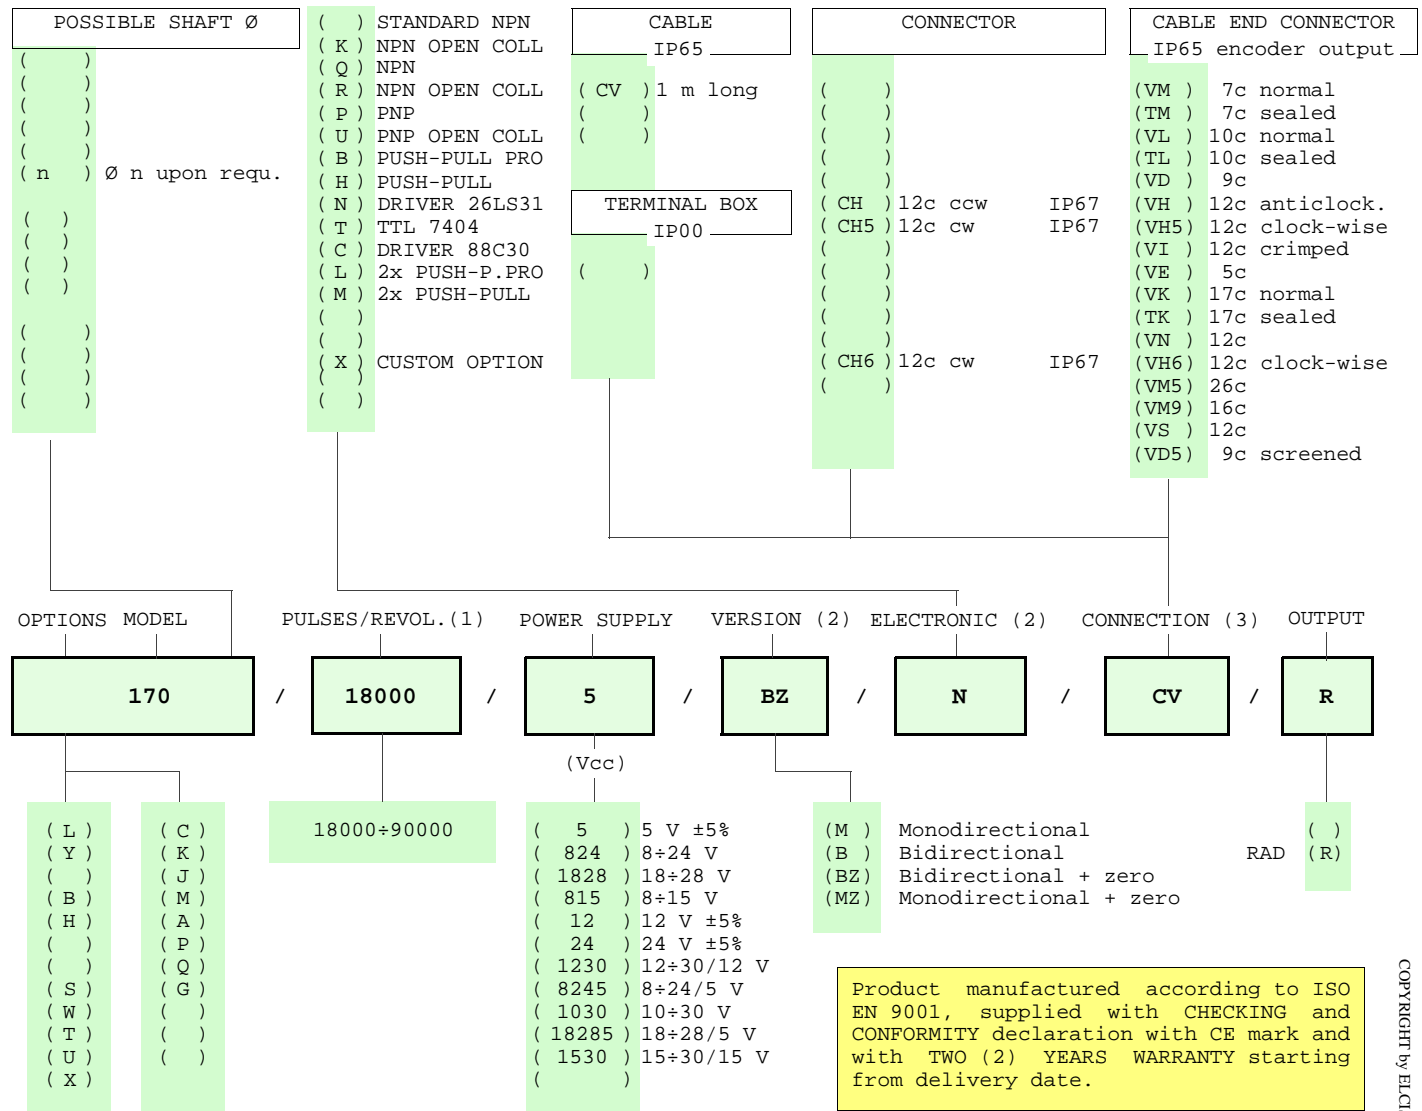 POSSIBLE SHAFT Ø
(    )
(    )
(    )
(    )
(    )
( n  ) Ø n upon requ.
(  )
(  )
(  )
(  )
(    )
(    )
(    )
(    )
(   ) STANDARD NPN
( K ) NPN OPEN COLL
( Q ) NPN
( R ) NPN OPEN COLL
( P ) PNP
( U ) PNP OPEN COLL
( B ) PUSH-PULL PRO
( H ) PUSH-PULL
( N ) DRIVER 26LS31
( T ) TTL 7404
( C ) DRIVER 88C30
( L ) 2x PUSH-P.PRO
( M ) 2x PUSH-PULL
(   )
(   )
( X ) CUSTOM OPTION
(   )
(   )
CABLE
IP65
( CV ) 1 m long
(    )
(    )
TERMINAL BOX
IP00
(    )
CONNECTOR
(    )
(    )
(    )
(    )
(    )
( CH ) 12c ccw IP67
( CH5 ) 12c cw IP67
(    )
(    )
(    )
(    )
(    )
( CH6 ) 12c cw IP67
(    )
CABLE END CONNECTOR
IP65 encoder output
(VM ) 7c normal
(TM ) 7c sealed
(VL ) 10c normal
(TL ) 10c sealed
(VD ) 9c
(VH ) 12c anticlock.
(VH5) 12c clock-wise
(VI ) 12c crimped
(VE ) 5c
(VK ) 17c normal
(TK ) 17c sealed
(VN ) 12c
(VH6) 12c clock-wise
(VM5) 26c
(VM9) 16c
(VS ) 12c
(VD5) 9c screened
OPTIONS MODEL PULSES/REVOL.(1) POWER SUPPLY VERSION (2) ELECTRONIC (2) CONNECTION (3) OUTPUT
170 / 18000 / 5 / BZ / N / CV / R
(Vcc)
( L )
( Y )
(   )
( B )
( H )
(   )
(   )
( S )
( W )
( T )
( U )
( X )
( C )
( K )
( J )
( M )
( A )
( P )
( Q )
( G )
(   )
(   )
(   )
18000÷90000
( 5 ) 5 V ±5%
( 824 ) 8÷24 V
( 1828 ) 18÷28 V
( 815 ) 8÷15 V
( 12 ) 12 V ±5%
( 24 ) 24 V ±5%
( 1230 ) 12÷30/12 V
( 8245 ) 8÷24/5 V
( 1030 ) 10÷30 V
( 18285 ) 18÷28/5 V
( 1530 ) 15÷30/15 V
(      )
(M ) Monodirectional
(B ) Bidirectional
(BZ) Bidirectional + zero
(MZ) Monodirectional + zero
( )
RAD (R)
Product manufactured according to ISO
EN 9001, supplied with CHECKING and
CONFORMITY declaration with CE mark and
with TWO (2) YEARS WARRANTY starting
from delivery date.
COPYRIGHT by ELCI